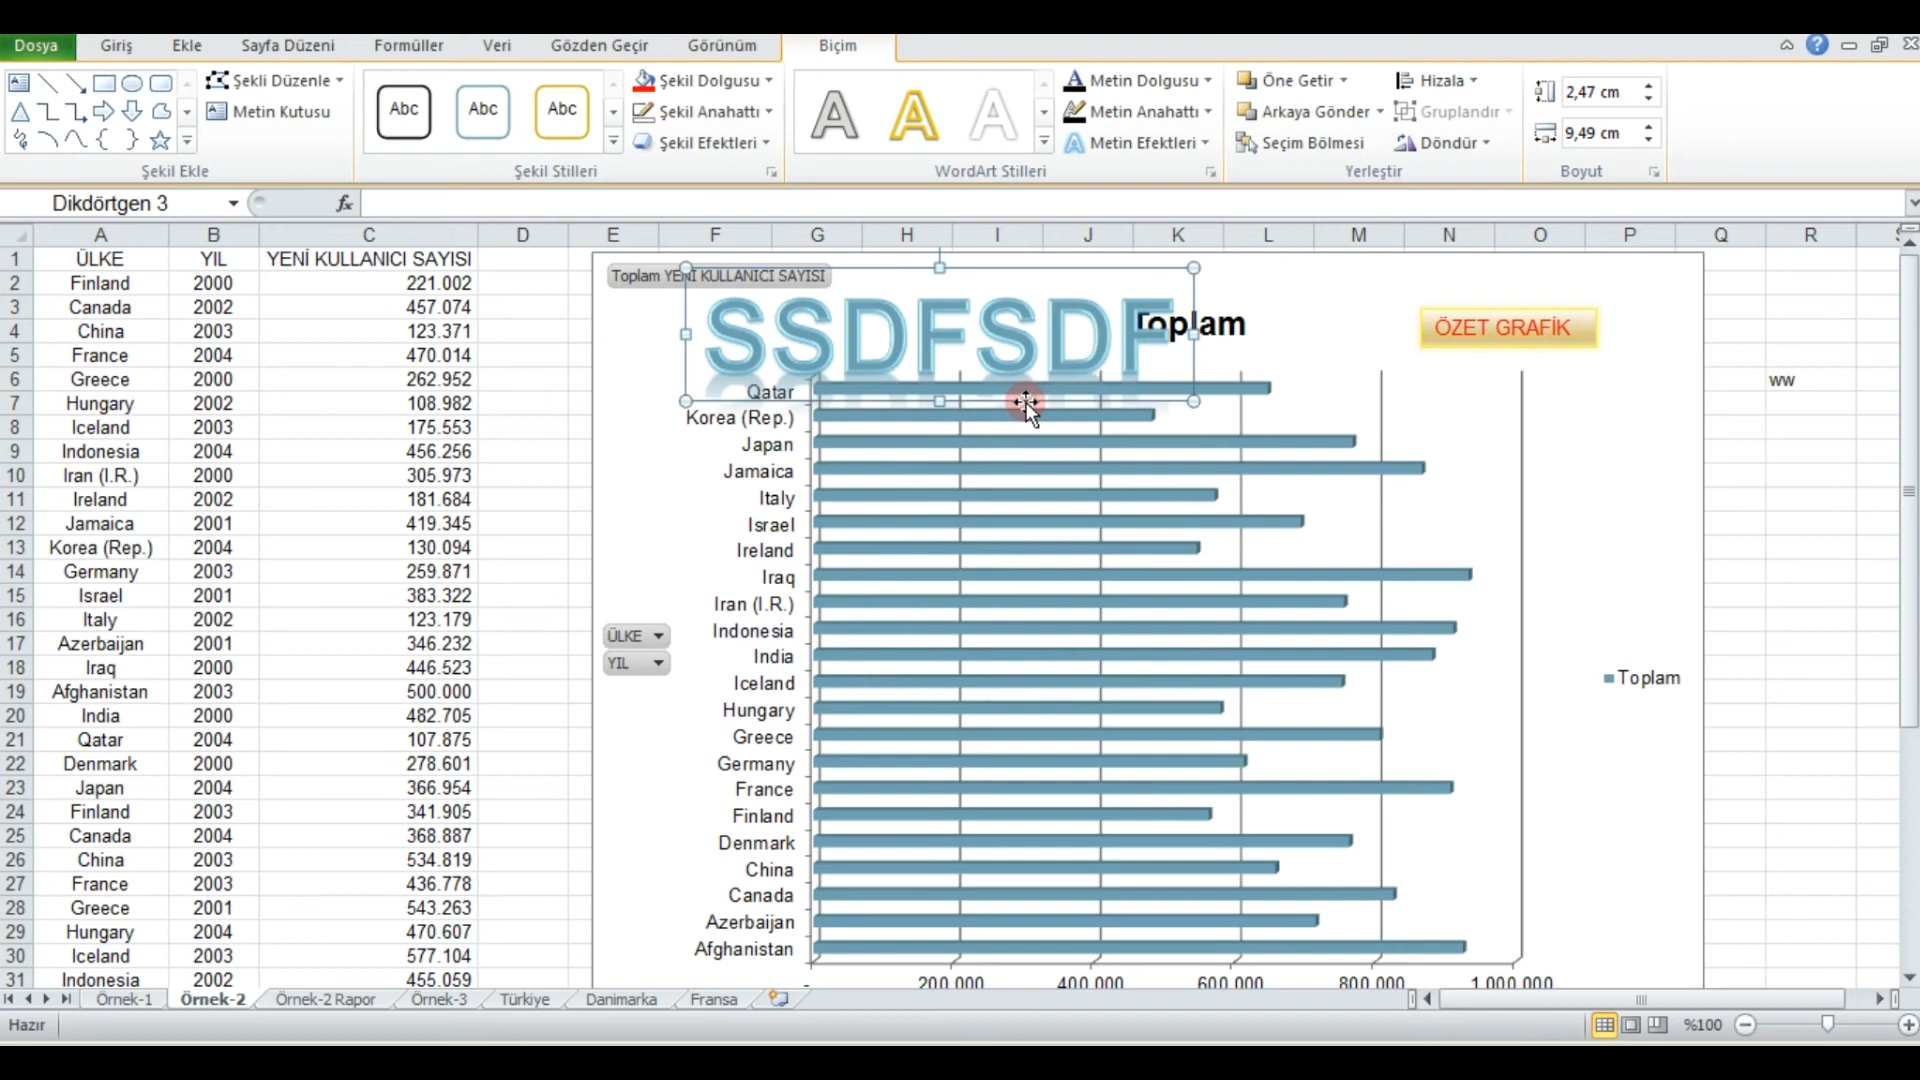 Dosya Giriş Ekle Sayfa Düzeni Formüller Veri Gözden Geçir Görünüm Biçim
Şekli Düzenle
Metin Kutusu
Şekil Ekle
Abc Abc Abc
Şekil Dolgusu
Şekil Anahattı
Şekil Efektleri
Şekil Stilleri
Metin Dolgusu
Metin Anahattı
Metin Efektleri
WordArt Stilleri
Öne Getir
Arkaya Gönder
Seçim Bölmesi
Hizala
Gruplandır
Döndür
Yerleştir
2,47 cm
9,49 cm
Boyut
Dikdörtgen 3
fx
A B C D E F G H I J K L M N O P Q R
1 ÜLKE YIL YENİ KULLANICI SAYISI
2 Finland 2000 221.002
3 Canada 2002 457.074
4 China 2003 123.371
5 France 2004 470.014
6 Greece 2000 262.952
7 Hungary 2002 108.982
8 Iceland 2003 175.553
9 Indonesia 2004 456.256
10 Iran (I.R.) 2000 305.973
11 Ireland 2002 181.684
12 Jamaica 2001 419.345
13 Korea (Rep.) 2004 130.094
14 Germany 2003 259.871
15 Israel 2001 383.322
16 Italy 2002 123.179
17 Azerbaijan 2001 346.232
18 Iraq 2000 446.523
19 Afghanistan 2003 500.000
20 India 2000 482.705
21 Qatar 2004 107.875
22 Denmark 2000 278.601
23 Japan 2004 366.954
24 Finland 2003 341.905
25 Canada 2004 368.887
26 China 2003 534.819
27 France 2003 436.778
28 Greece 2001 543.263
29 Hungary 2004 470.607
30 Iceland 2003 577.104
31 Indonesia 2002 455.059
Toplam YENİ KULLANICI SAYISI
SSDFSDF
Toplam
ÖZET GRAFİK
ww
Qatar
Korea (Rep.)
Japan
Jamaica
Italy
Israel
Ireland
Iraq
Iran (I.R.)
Indonesia
India
Iceland
Hungary
Greece
Germany
France
Finland
Denmark
China
Canada
Azerbaijan
Afghanistan
ÜLKE
YIL
Toplam
- 200.000 400.000 600.000 800.000 1.000.000
Örnek-1 Örnek-2 Örnek-2 Rapor Örnek-3 Türkiye Danimarka Fransa
Hazır
%100